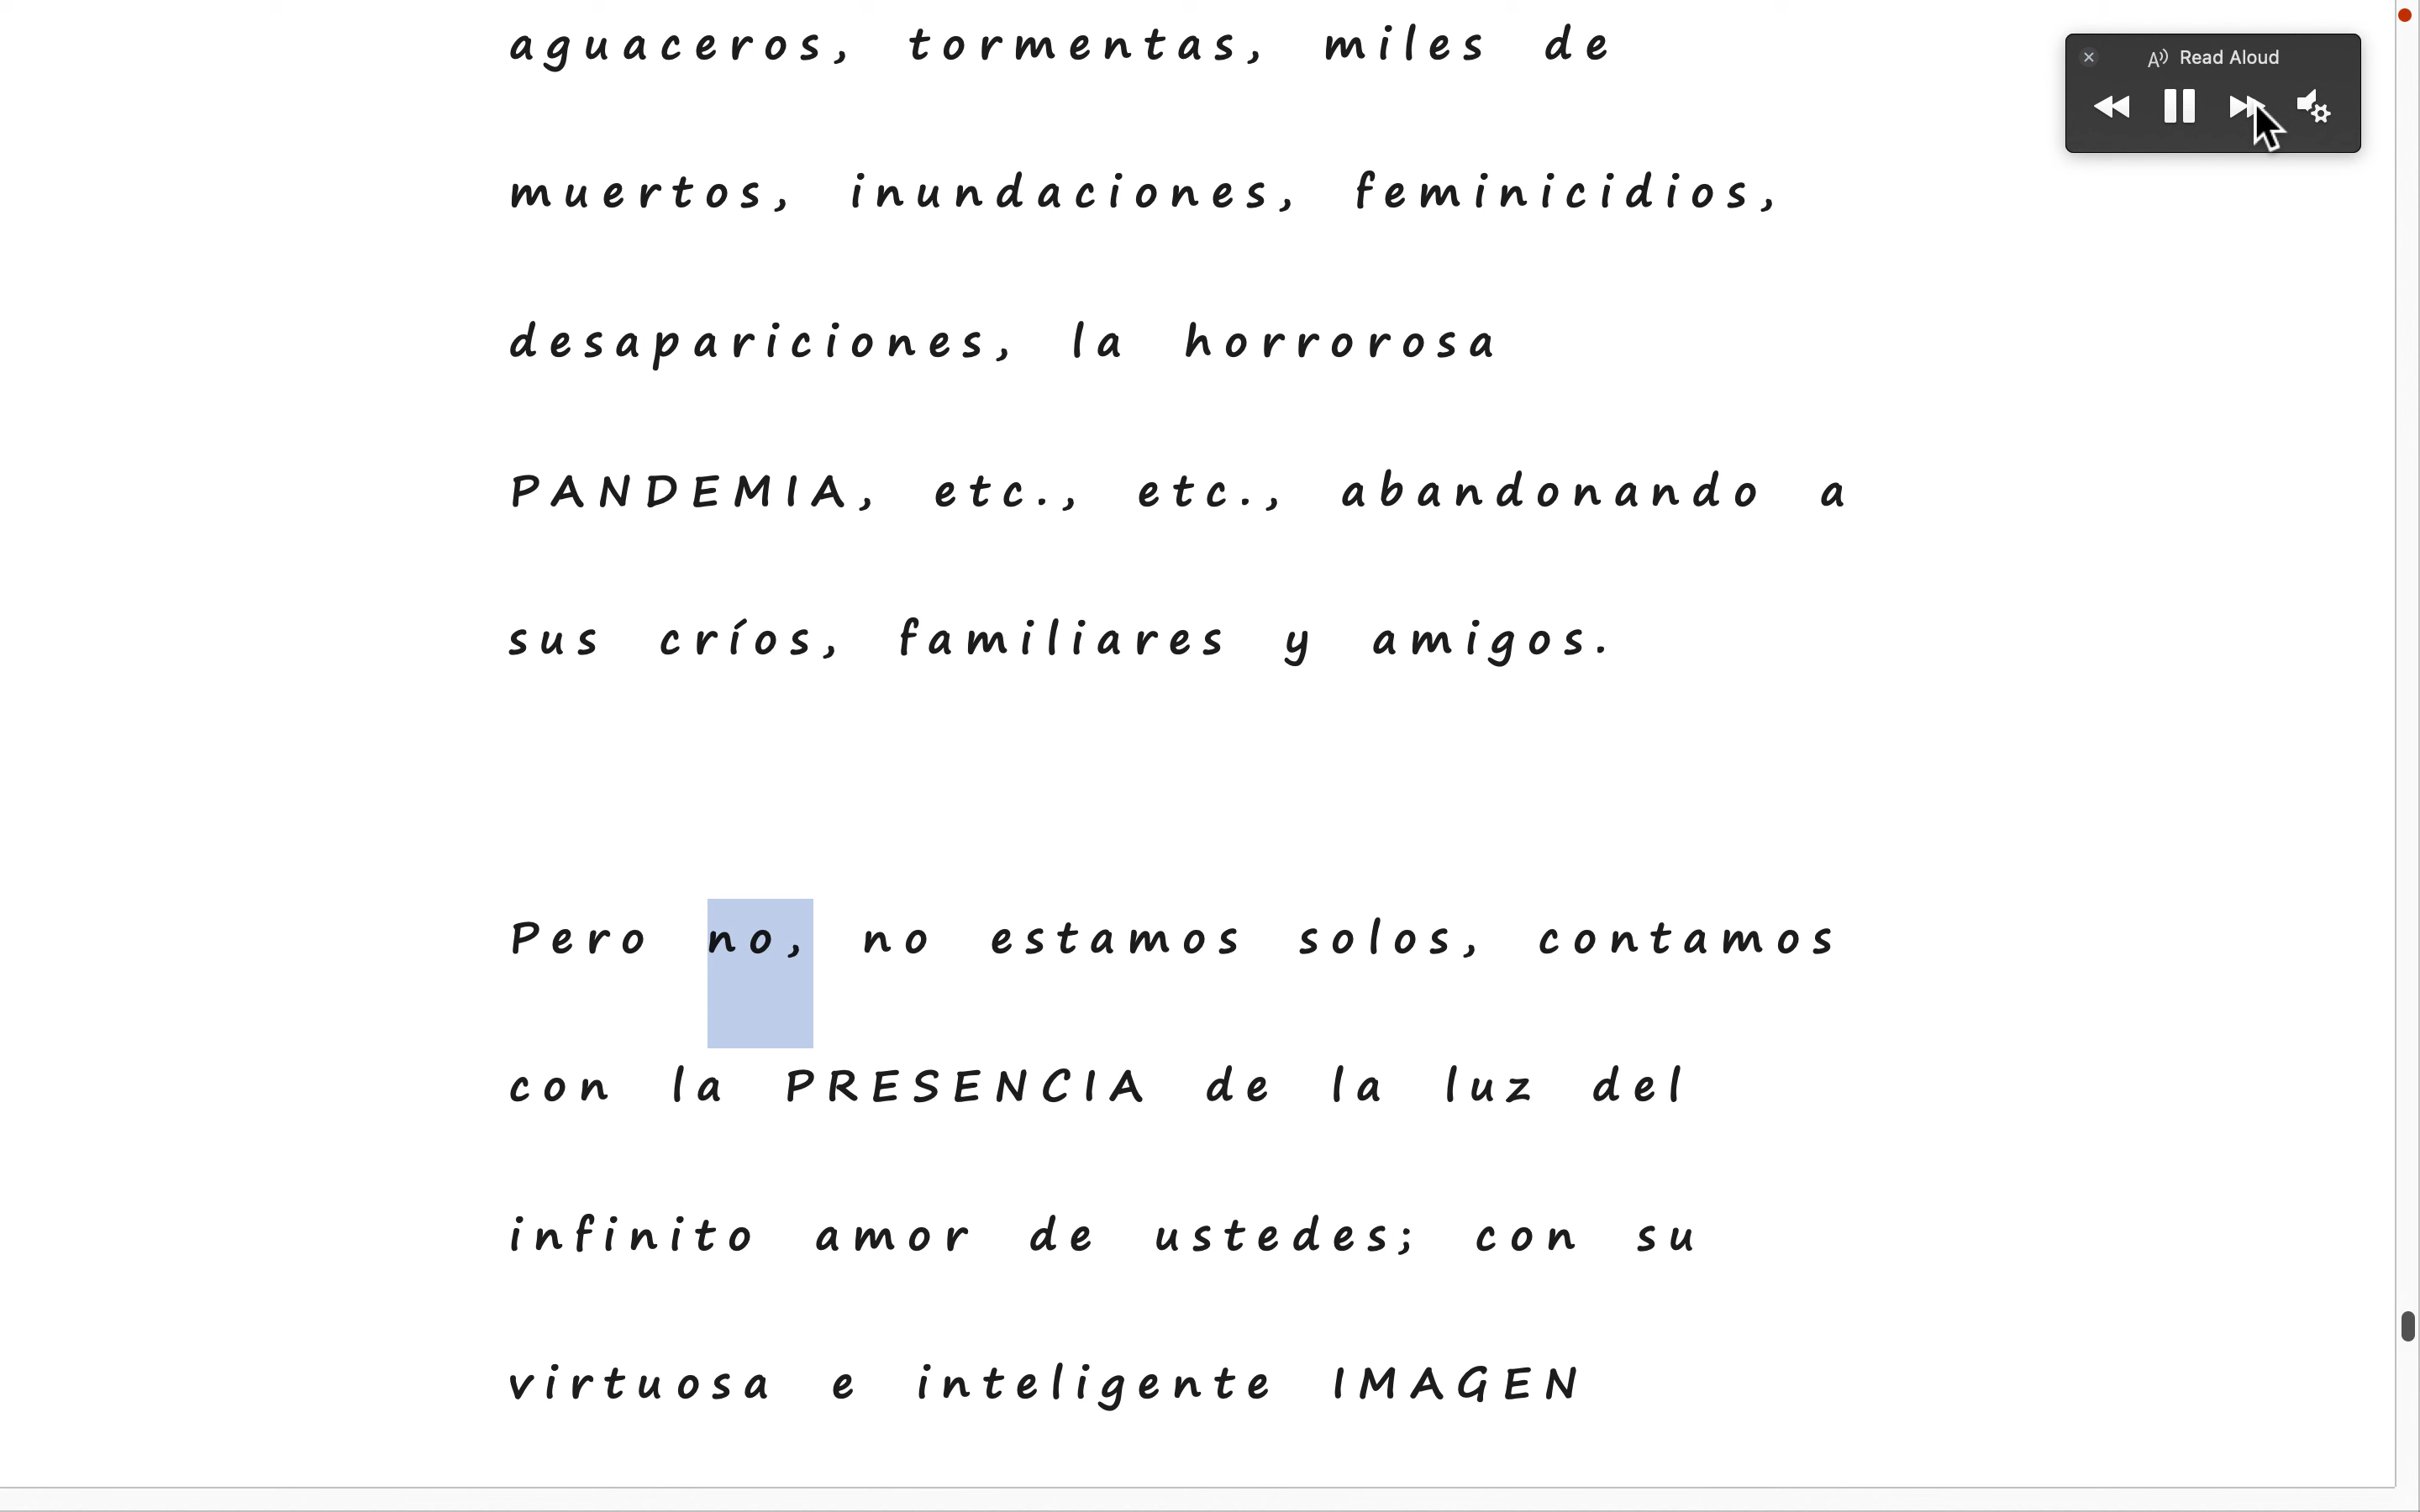 aguaceros, tormentas, miles de
Read Aloud
muertos, inundaciones, feminicidios,
desapariciones, la horrorosa
PANDEMIA, etc., etc., abandonando a
sus críos, familiares y amigos.
Pero no, no estamos solos, contamos
con la PRESENCIA de la luz del
infinito amor de ustedes; con su
virtuosa e inteligente IMAGEN